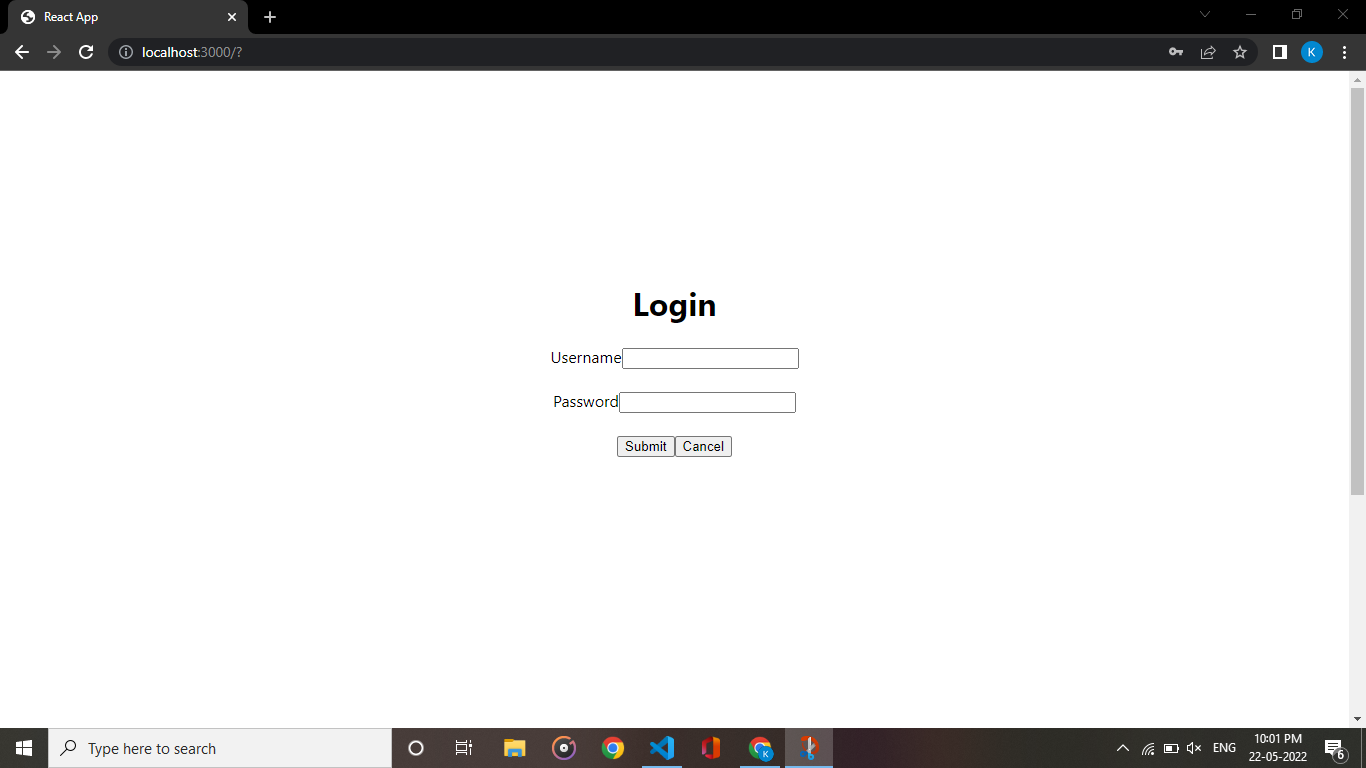 React App
localhost:3000/?
K
Login
Username
Password
Submit Cancel
Type here to search
K
ENG
10:01 PM
22-05-2022
6